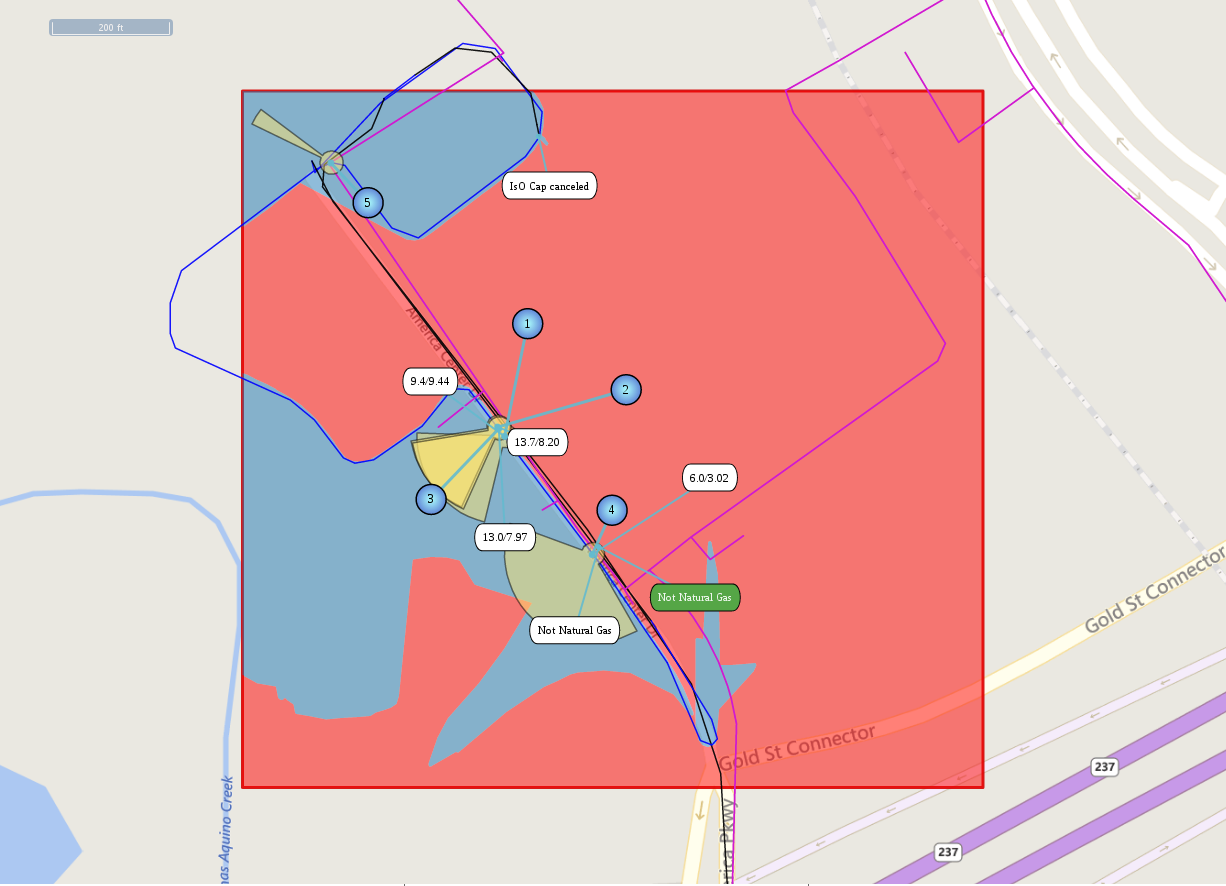 200 ft
IsO Cap canceled
5
1
America Center
9.4/9.44
2
13.7/8.20
6.0/3.02
3
4
13.0/7.97
Not Natural Gas
Not Natural Gas
Gold St Connector
Gold St Connector
237
237
nas Aquino Creek
rica Pkwy